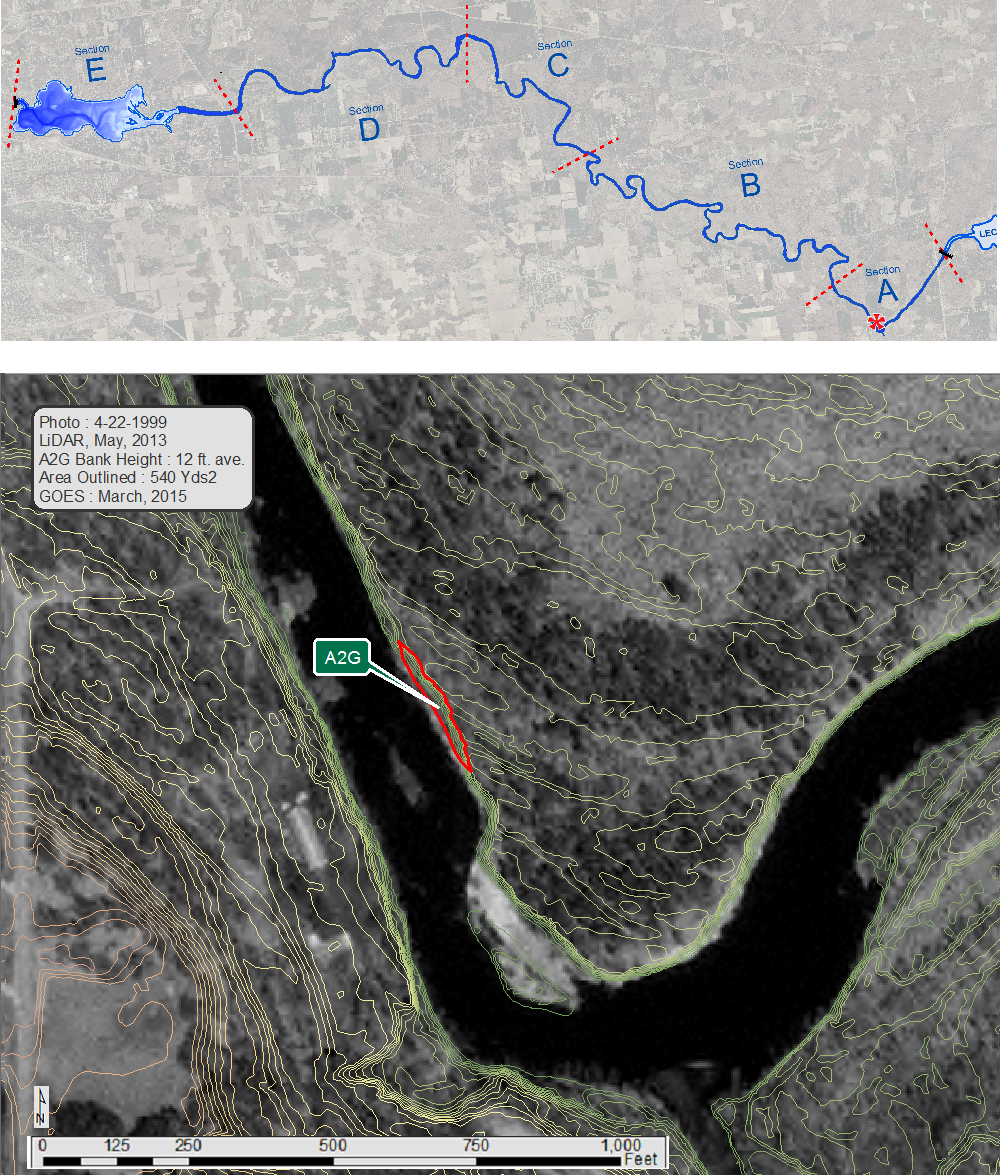 Section
E
Section
D
Section
C
Section
B
Section
A
LEC
Photo : 4-22-1999
LiDAR, May, 2013
A2G Bank Height : 12 ft. ave.
Area Outlined : 540 Yds2
GOES : March, 2015
A2G
N
0 125 250 500 750 1,000
Feet